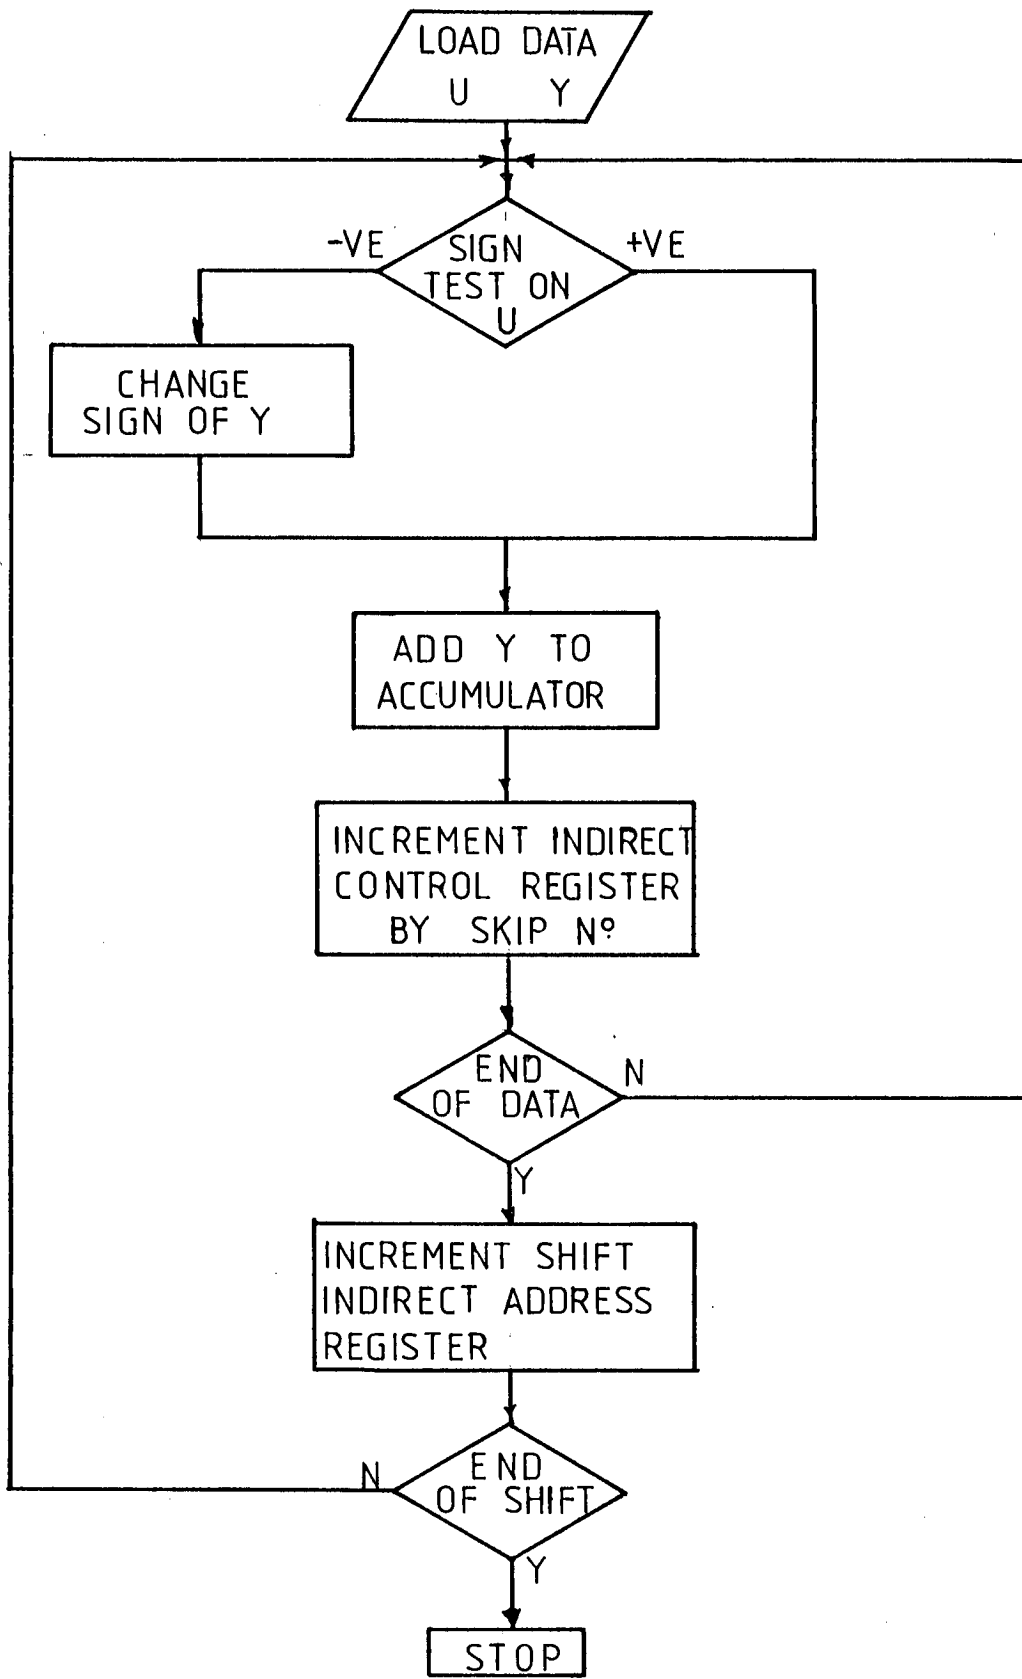 LOAD DATA
U Y
-VE
+VE
SIGN
TEST ON
U
CHANGE
SIGN OF Y
ADD Y TO
ACCUMULATOR
INCREMENT INDIRECT
CONTROL REGISTER
BY SKIP Nº
END
OF DATA
N
Y
INCREMENT SHIFT
INDIRECT ADDRESS
REGISTER
N
END
OF SHIFT
Y
STOP